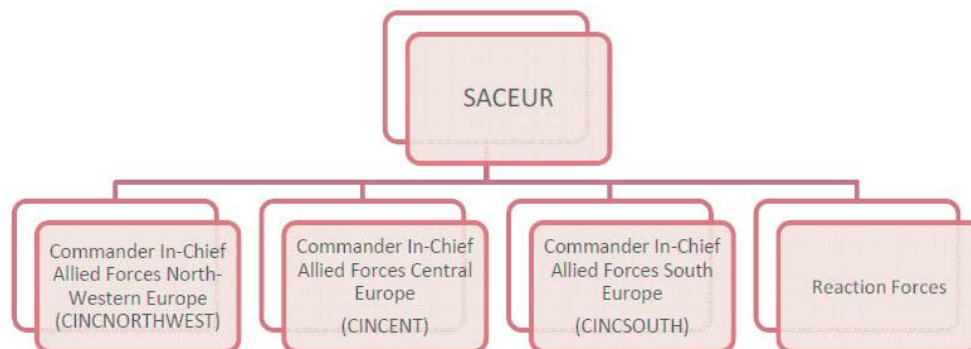 SACEUR
Commander In-Chief
Allied Forces North-
Western Europe
(CINCNORTHWEST)
Commander In-Chief
Allied Forces Central
Europe
(CINCENT)
Commander In-Chief
Allied Forces South
Europe
(CINCSOUTH)
Reaction Forces